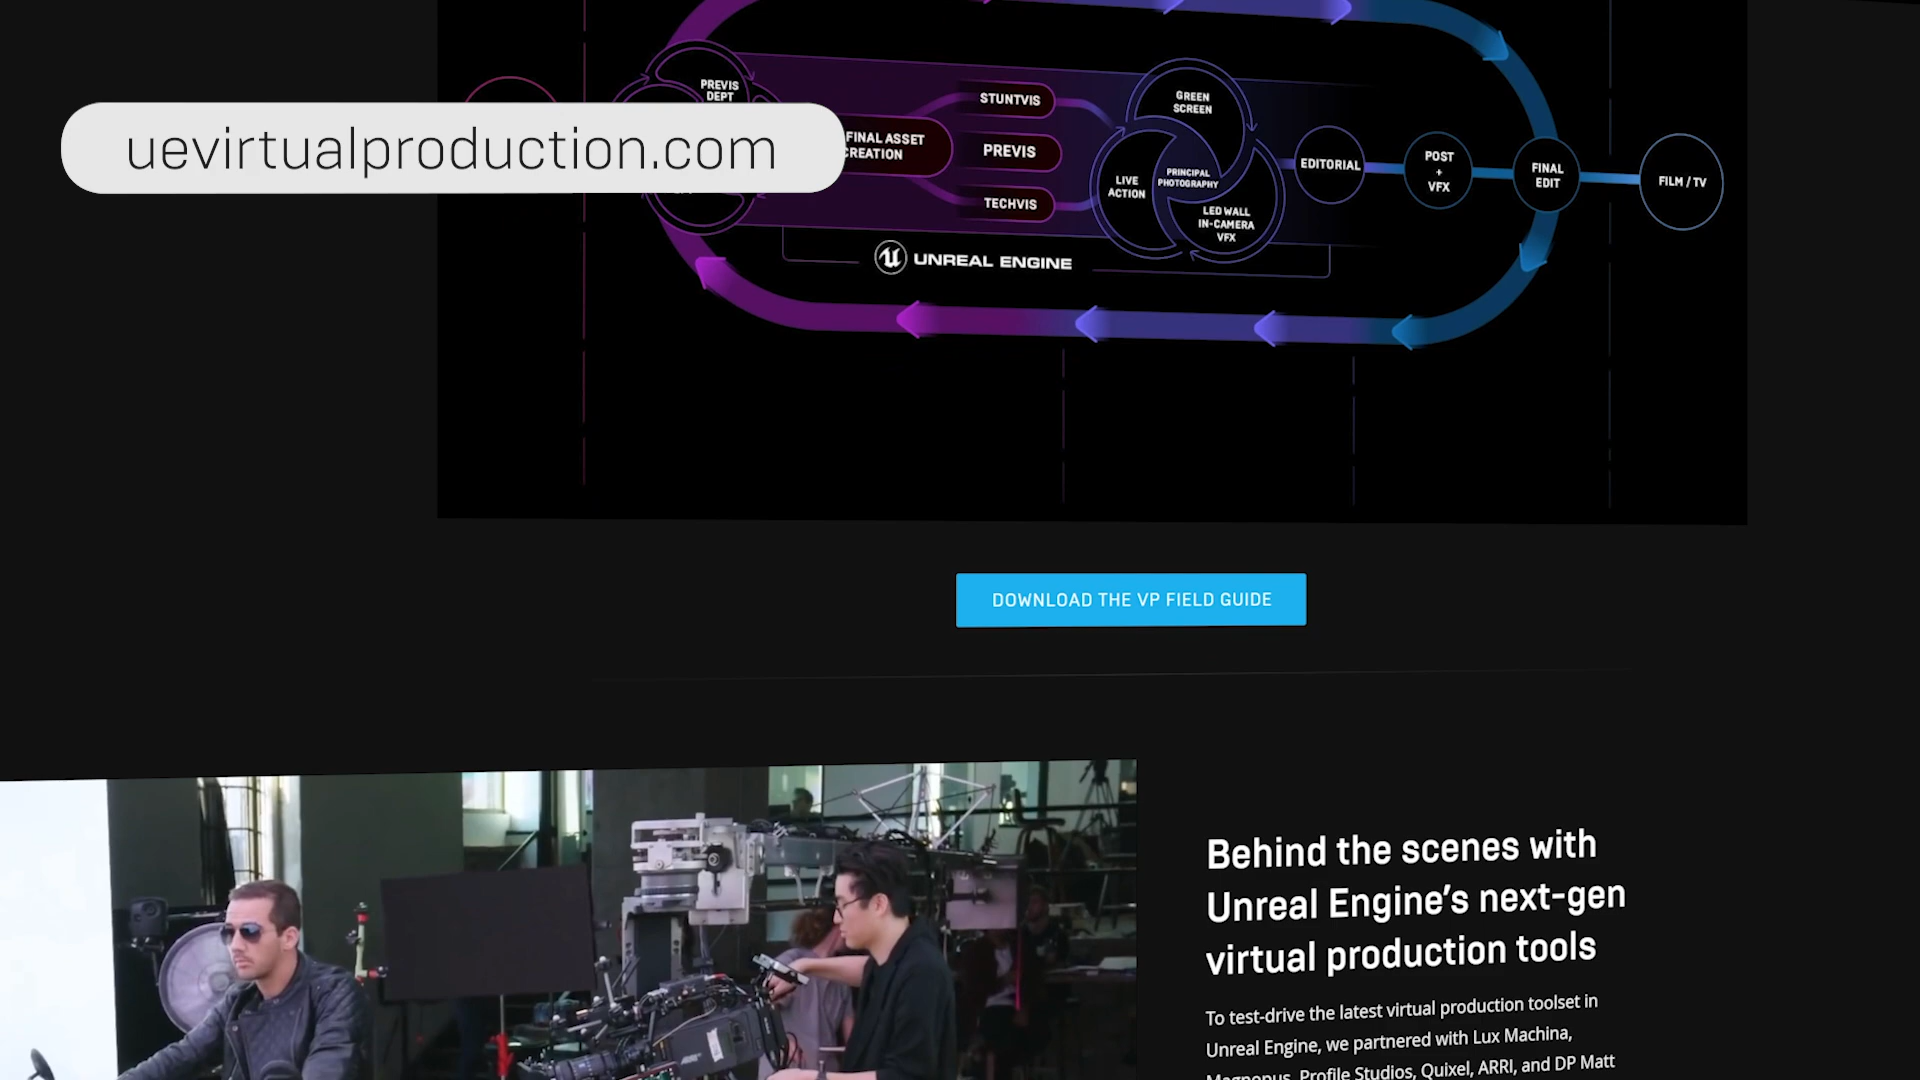 PREVIS
DEPT
uevirtualproduction.com
FINAL ASSET
CREATION
STUNTVIS
PREVIS
TECHVIS
GREEN
SCREEN
LIVE
ACTION
PRINCIPAL
PHOTOGRAPHY
LED WALL
IN-CAMERA
VFX
EDITORIAL
POST
+
VFX
FINAL
EDIT
FILM / TV
UNREAL ENGINE
DOWNLOAD THE VP FIELD GUIDE
Behind the scenes with
Unreal Engine's next-gen
virtual production tools
To test-drive the latest virtual production toolset in
Unreal Engine, we partnered with Lux Machina,
Magnopus, Profile Studios, Quixel, ARRI, and DP Matt